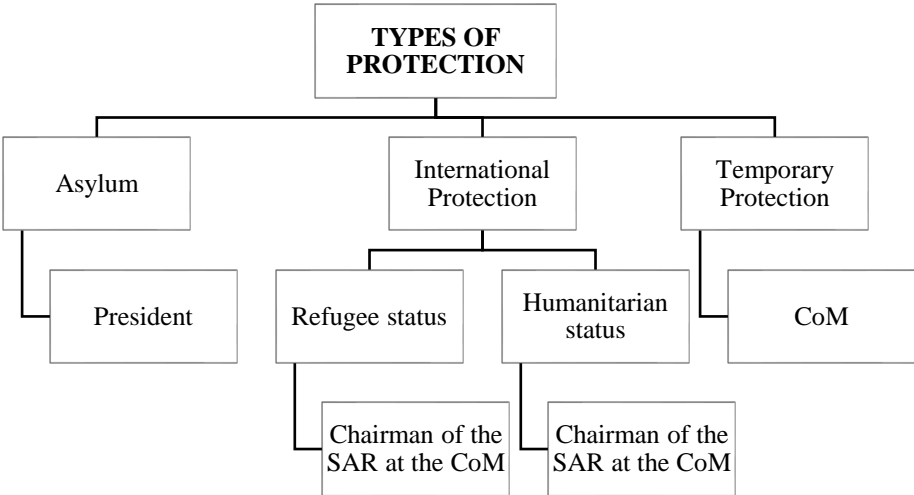 TYPES OF
PROTECTION
Asylum
International
Protection
Temporary
Protection
President
Refugee status
Humanitarian
status
CoM
Chairman of the
SAR at the CoM
Chairman of the
SAR at the CoM